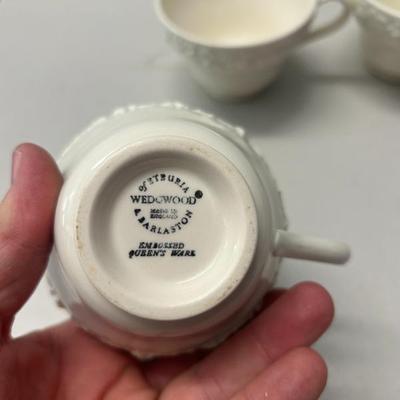 OF ETRURIA
WEDGWOOD
MADE IN
ENGLAND
& BARLASTON
EMBOSSED
QUEEN'S WARE